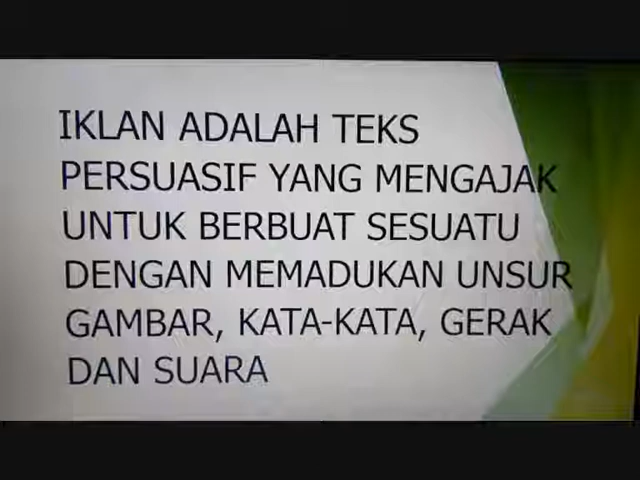 IKLAN ADALAH TEKS
PERSUASIF YANG MENGAJAK
UNTUK BERBUAT SESUATU
DENGAN MEMADUKAN UNSUR
GAMBAR, KATA-KATA, GERAK
DAN SUARA